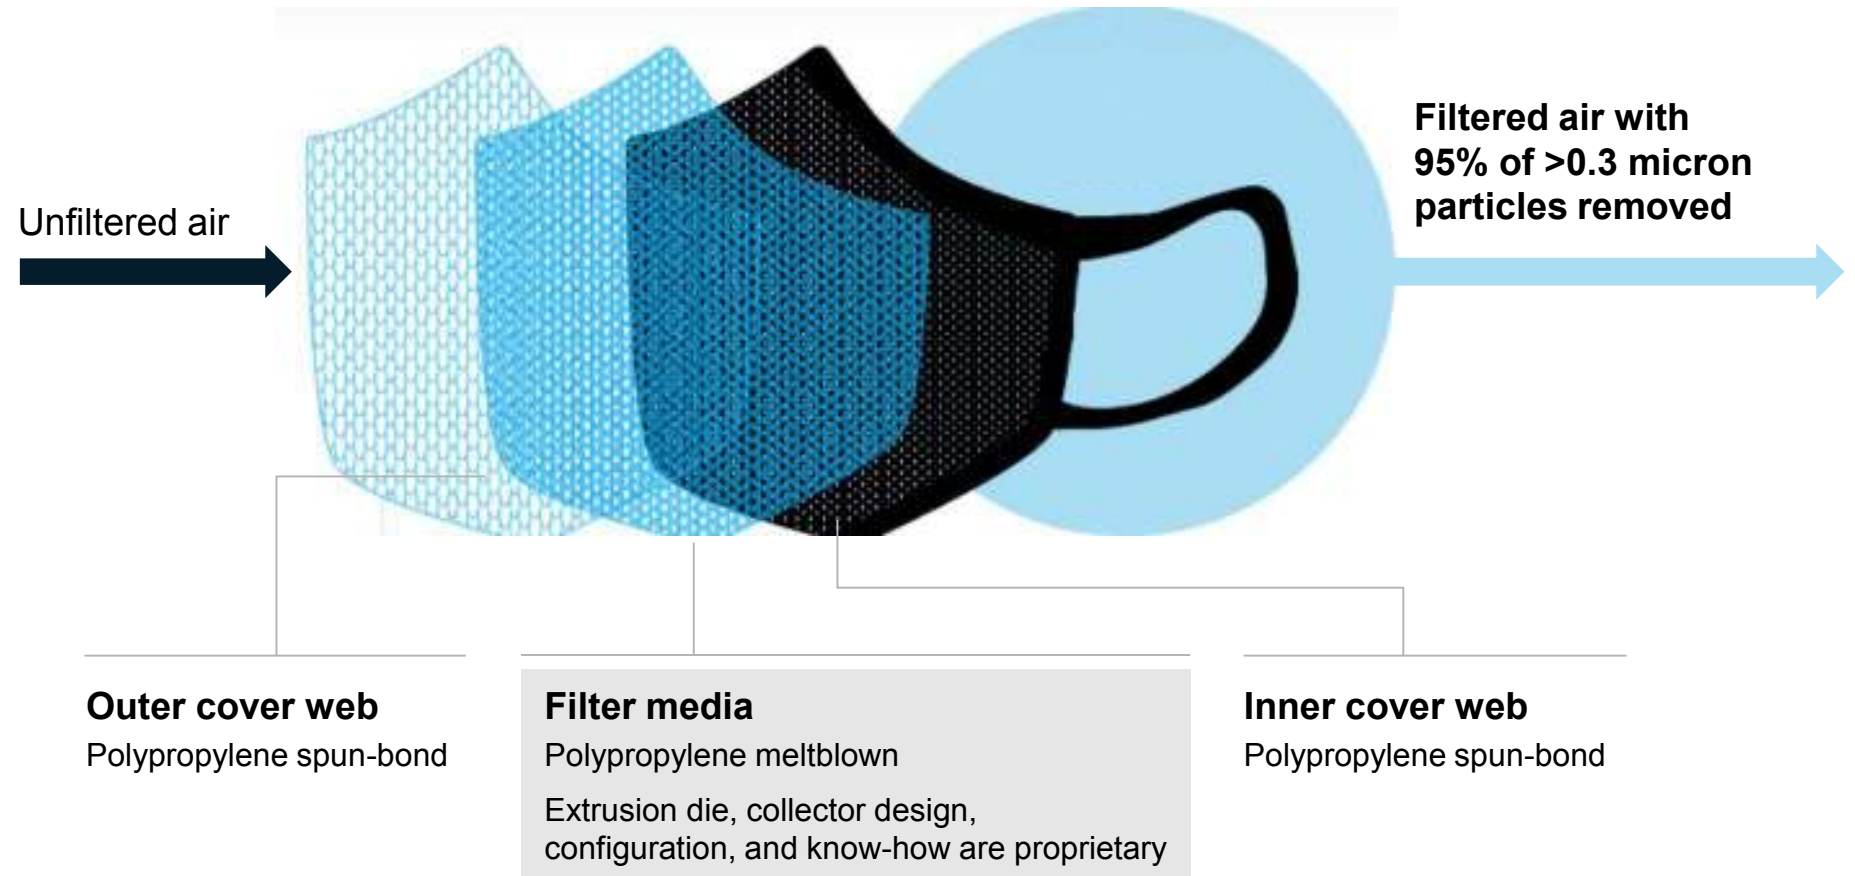 Unfiltered air
Filtered air with
95% of >0.3 micron
particles removed
Outer cover web
Polypropylene spun-bond
Filter media
Polypropylene meltblown
Extrusion die, collector design,
configuration, and know-how are proprietary
Inner cover web
Polypropylene spun-bond